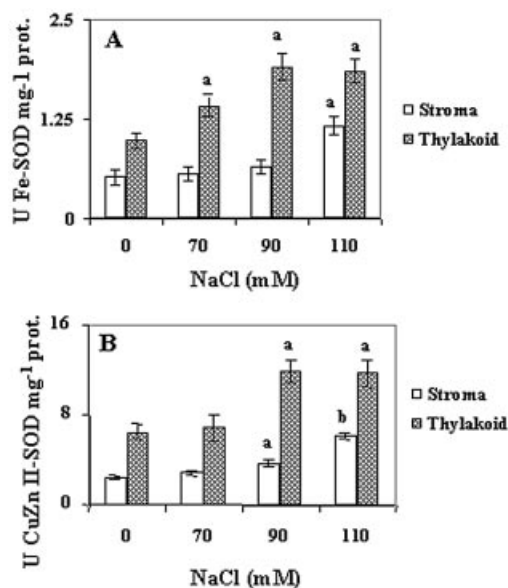 2.5
A
a
a
a
a
1.25
0
U Fe-SOD mg-1 prot.
Stroma
Thylakoid
0 70 90 110
NaCl (mM)
16
B
a
a
a
b
8
0
U CuZn II-SOD mg⁻¹ prot.
Stroma
Thylakoid
0 70 90 110
NaCl (mM)